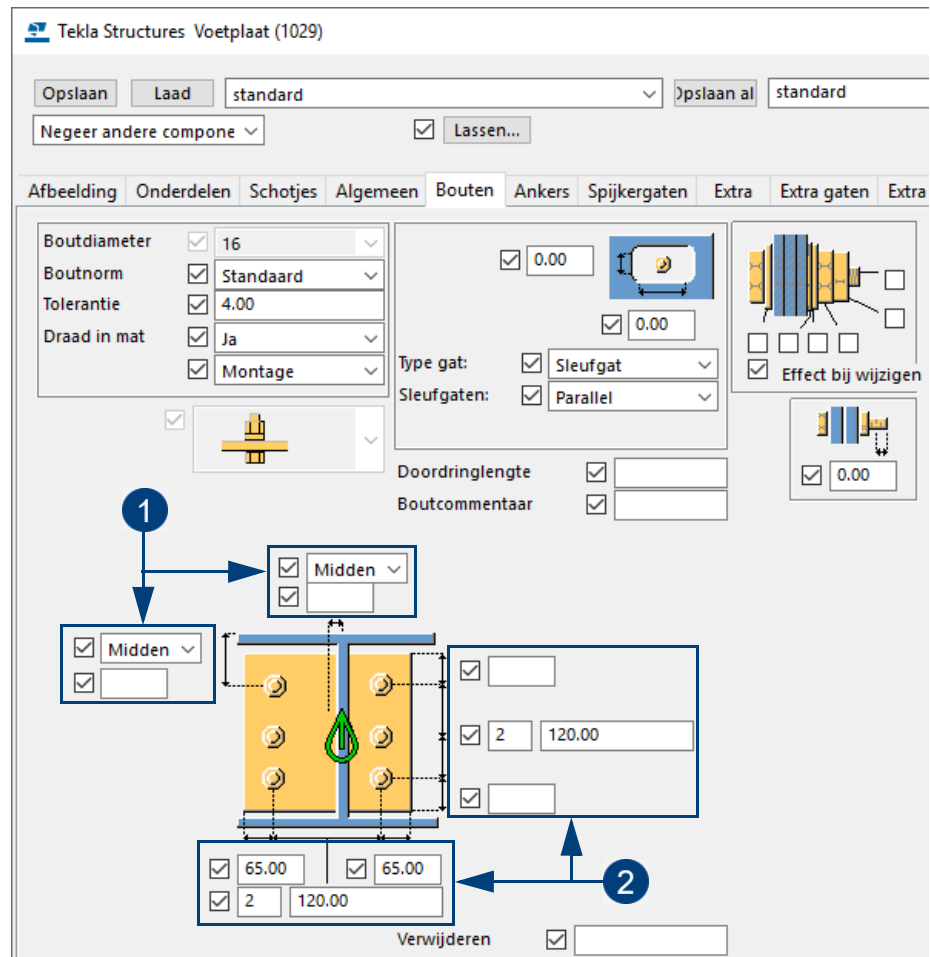 Tekla Structures Voetplaat (1029)
Opslaan Laad standard Opslaan al standard
Negeer andere compone Lassen...
Afbeelding Onderdelen Schotjes Algemeen Bouten Ankers Spijkergaten Extra Extra gaten Extra
Boutdiameter 16
Boutnorm Standaard
Tolerantie 4.00
Draad in mat Ja
Montage
0.00
0.00
Type gat: Sleufgat
Sleufgaten: Parallel
Effect bij wijzigen
0.00
Doordringlengte
Boutcommentaar
1
Midden
Midden
2 120.00
65.00 65.00
2 120.00
2
Verwijderen